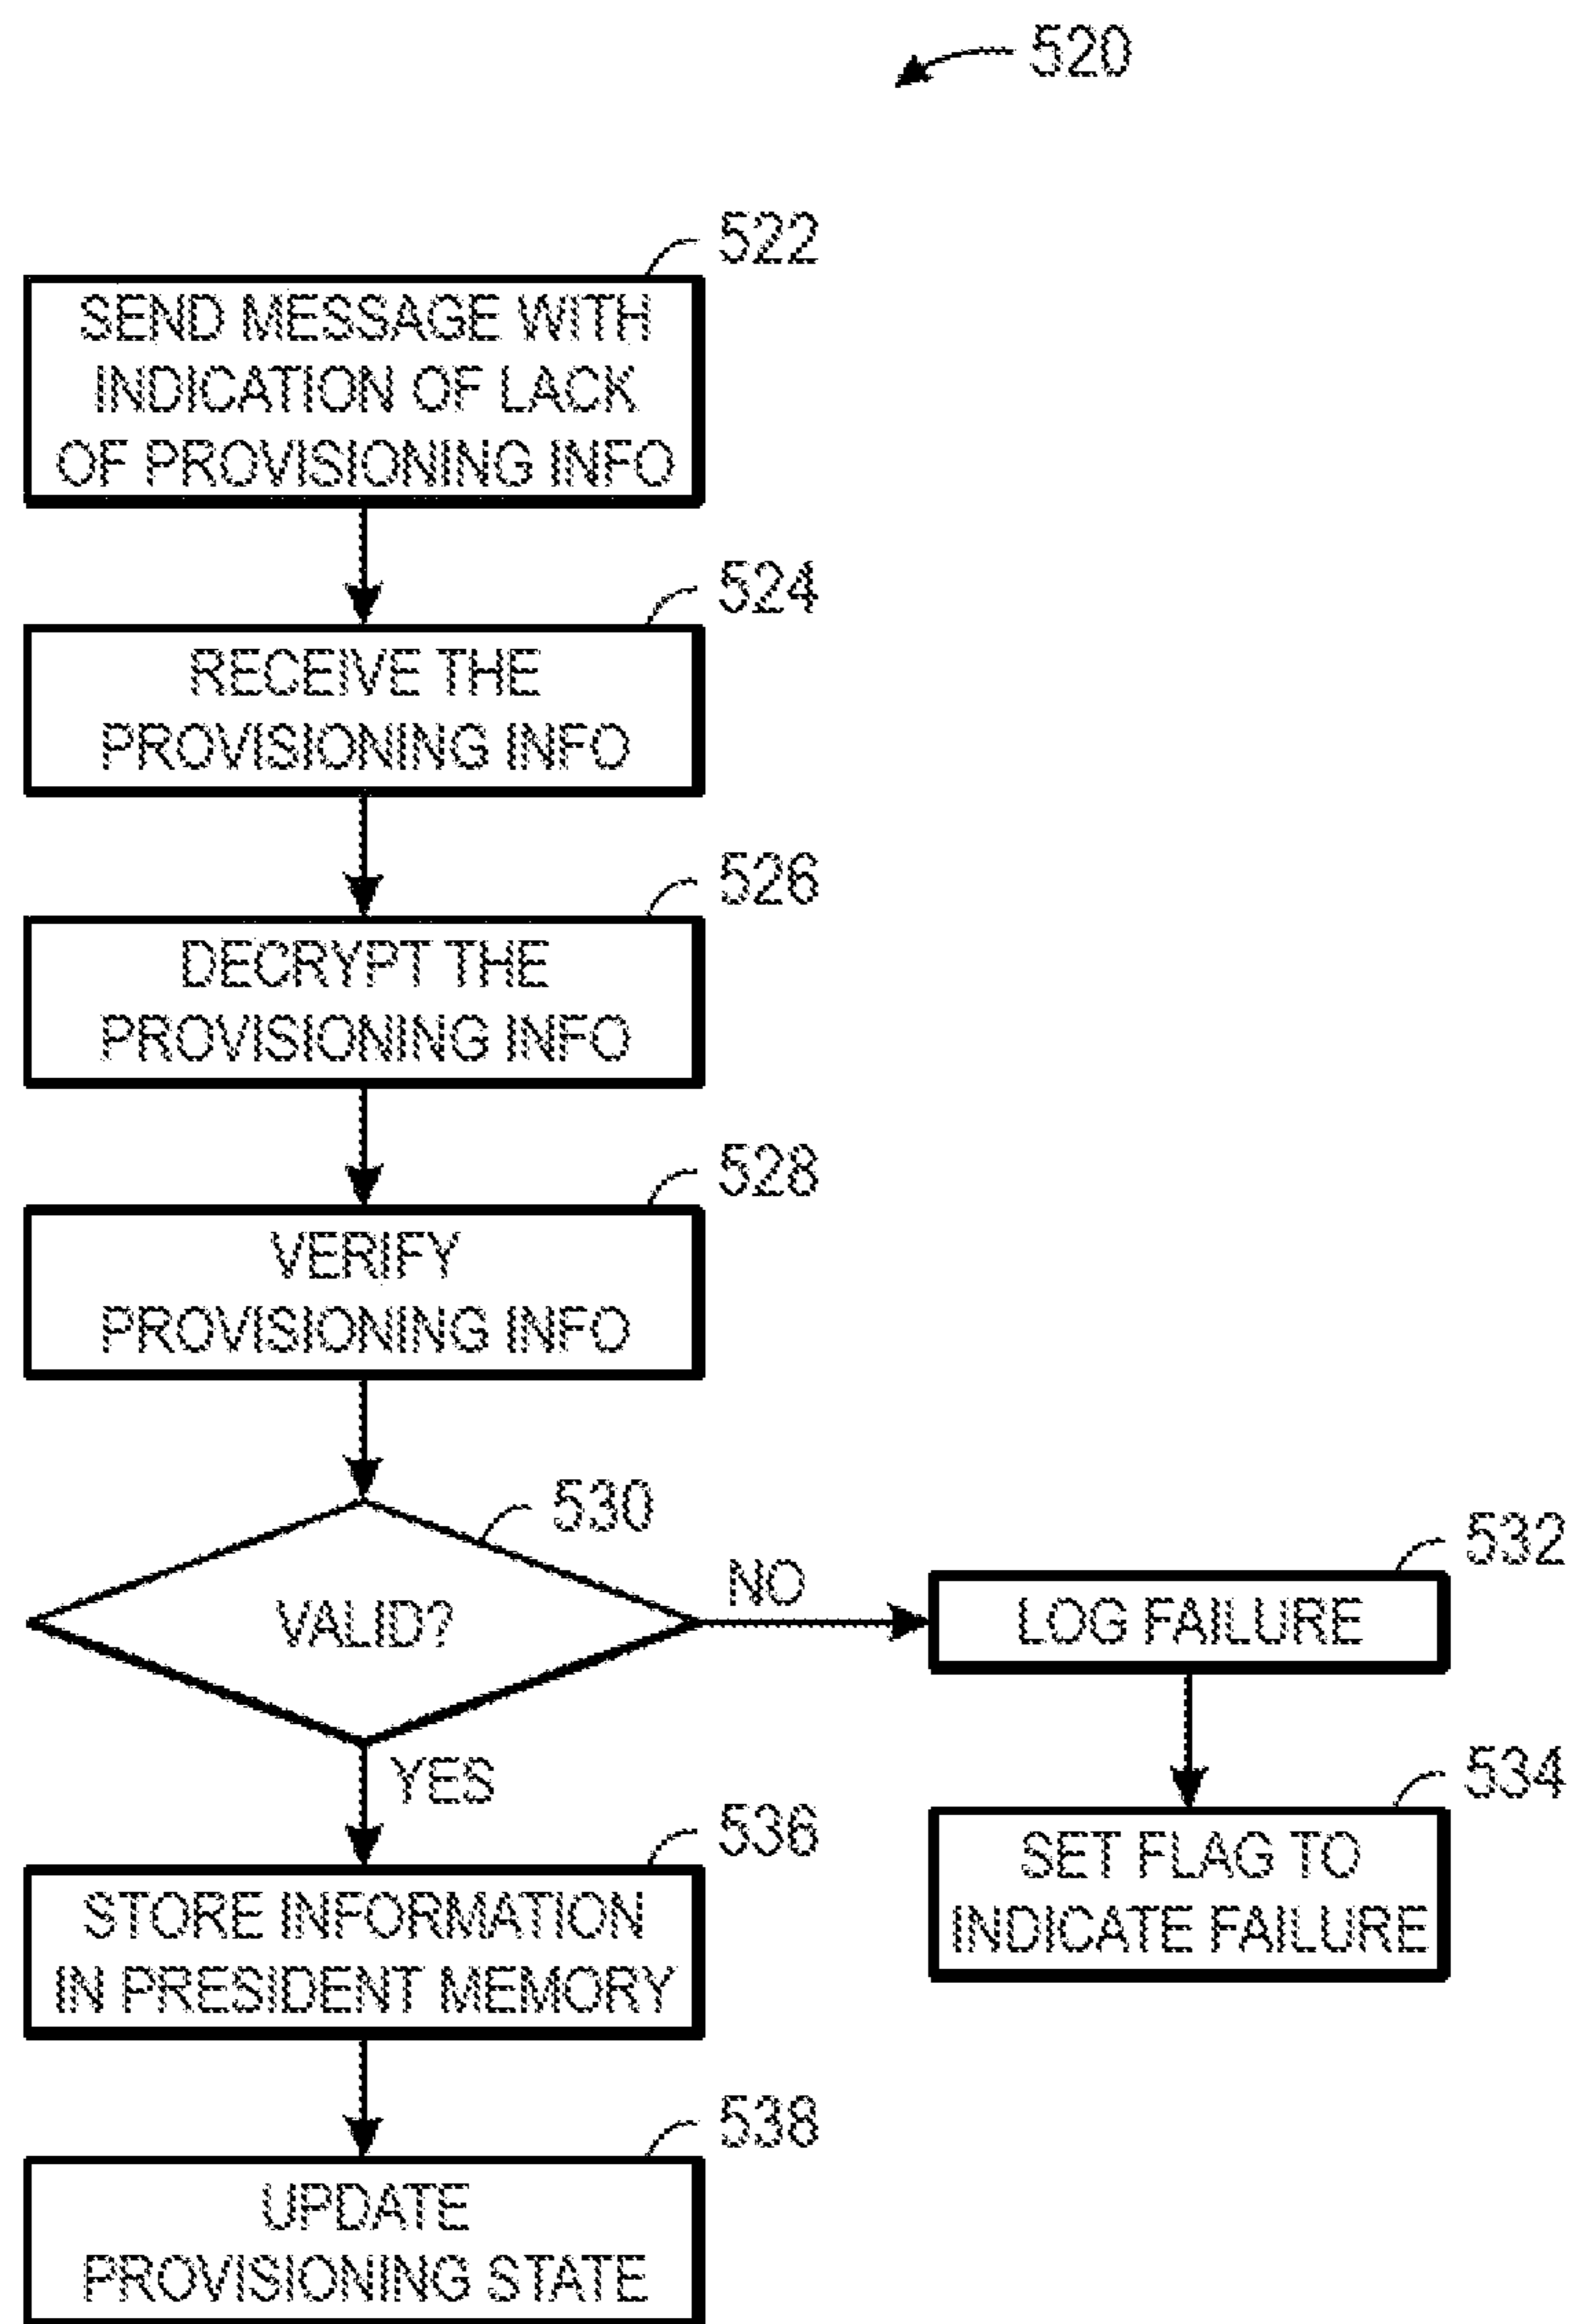 520
522
SEND MESSAGE WITH
INDICATION OF LACK
OF PROVISIONING INFO
524
RECEIVE THE
PROVISIONING INFO
526
DECRYPT THE
PROVISIONING INFO
528
VERIFY
PROVISIONING INFO
530
VALID?
NO
532
LOG FAILURE
534
SET FLAG TO
INDICATE FAILURE
YES
536
STORE INFORMATION
IN PRESIDENT MEMORY
538
UPDATE
PROVISIONING STATE